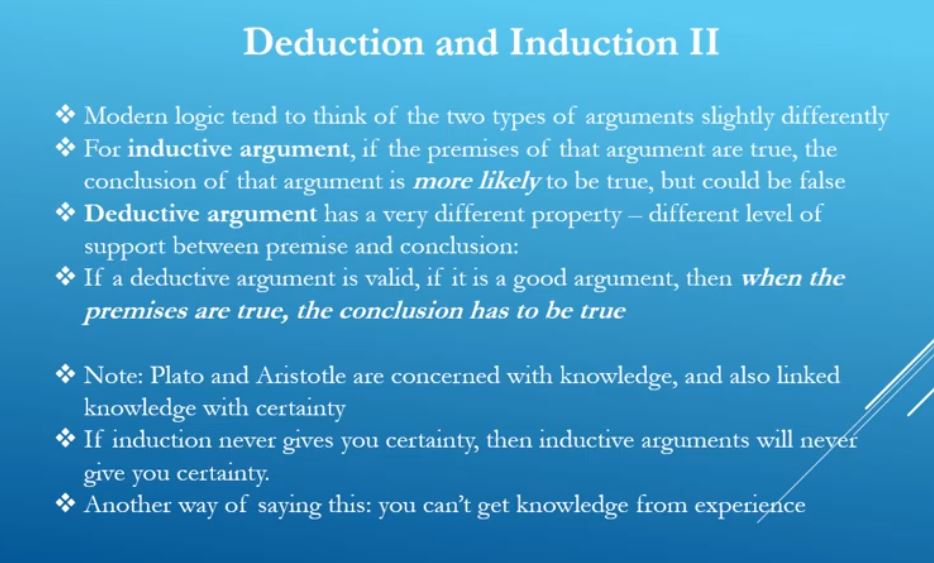 Deduction and Induction II
❖ Modern logic tend to think of the two types of arguments slightly differently
❖ For inductive argument, if the premises of that argument are true, the
conclusion of that argument is more likely to be true, but could be false
❖ Deductive argument has a very different property – different level of
support between premise and conclusion:
❖ If a deductive argument is valid, if it is a good argument, then when the
premises are true, the conclusion has to be true
❖ Note: Plato and Aristotle are concerned with knowledge, and also linked
knowledge with certainty
❖ If induction never gives you certainty, then inductive arguments will never
give you certainty.
❖ Another way of saying this: you can’t get knowledge from experience